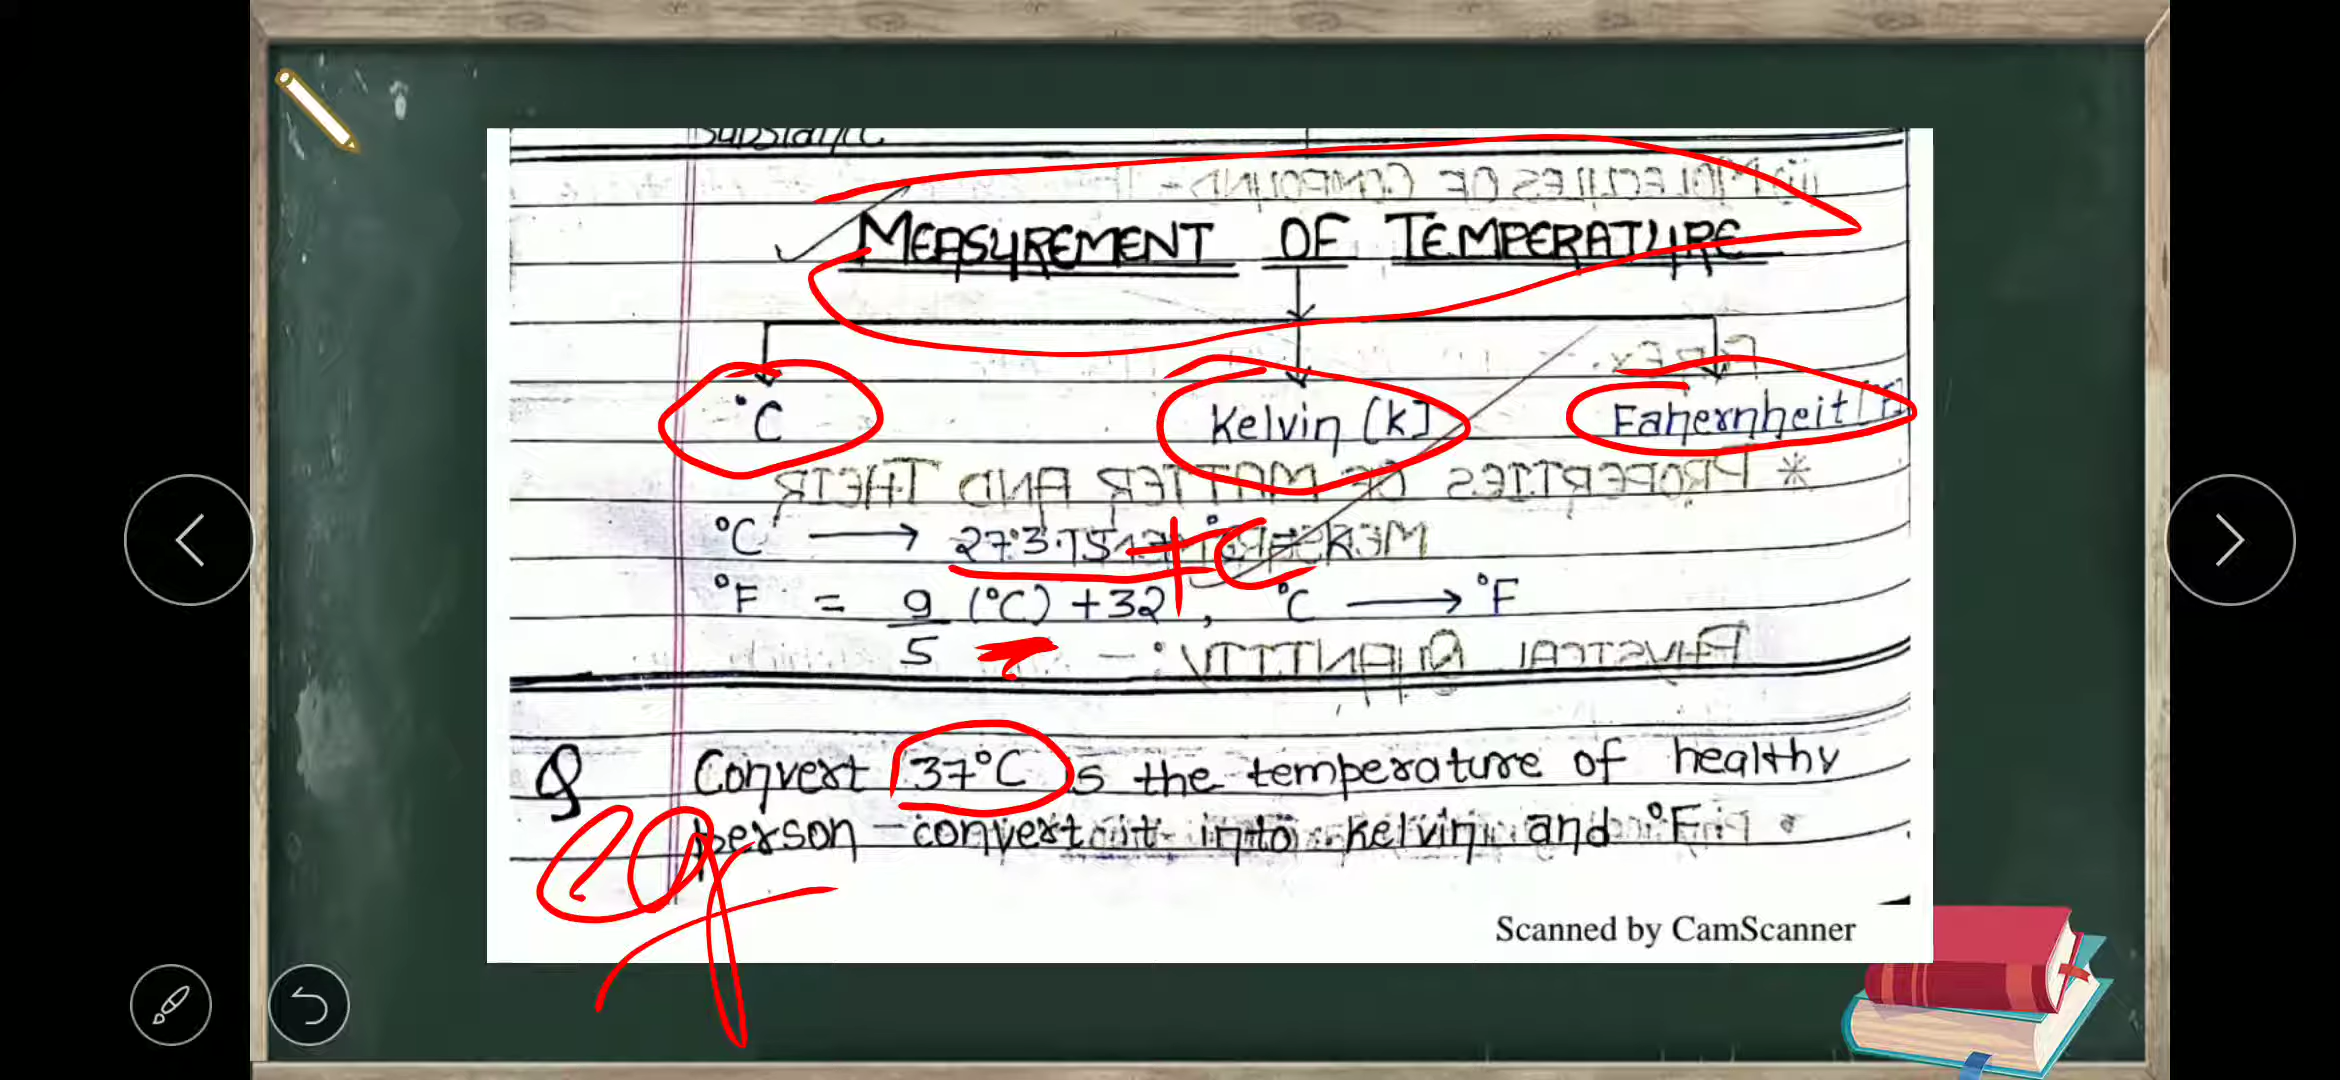 MEASUREMENT OF TEMPERATURE
°C Kelvin [K] Fahernheit
°C → 273.15 + °C = K
°F = 9/5 (°C) + 32, °C → °F
Q Convert 37°C is the temperature of healthy
person - convert it into kelvin and °F.
Scanned by CamScanner